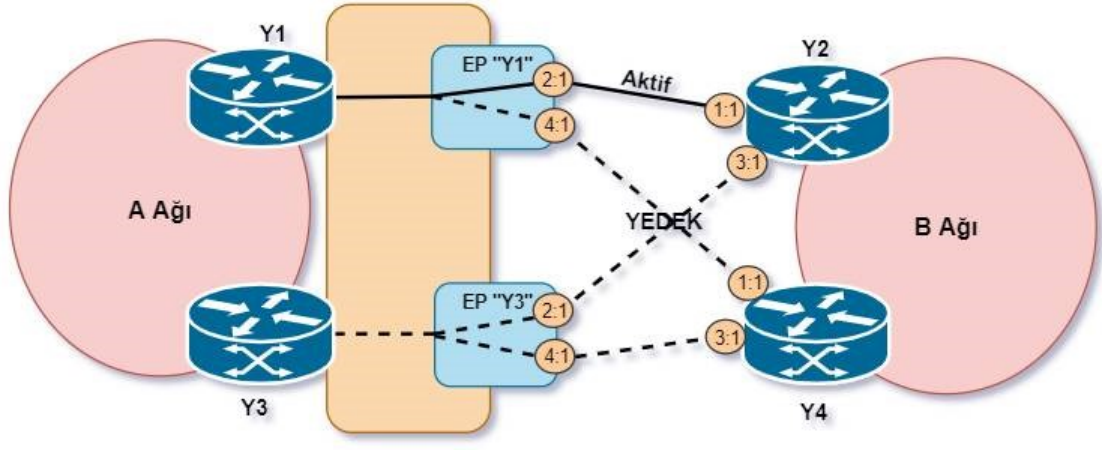 Y1
EP "Y1"
2:1
Aktif
1:1
Y2
4:1
3:1
A Ağı
YEDEK
B Ağı
EP "Y3"
2:1
1:1
4:1
3:1
Y3
Y4